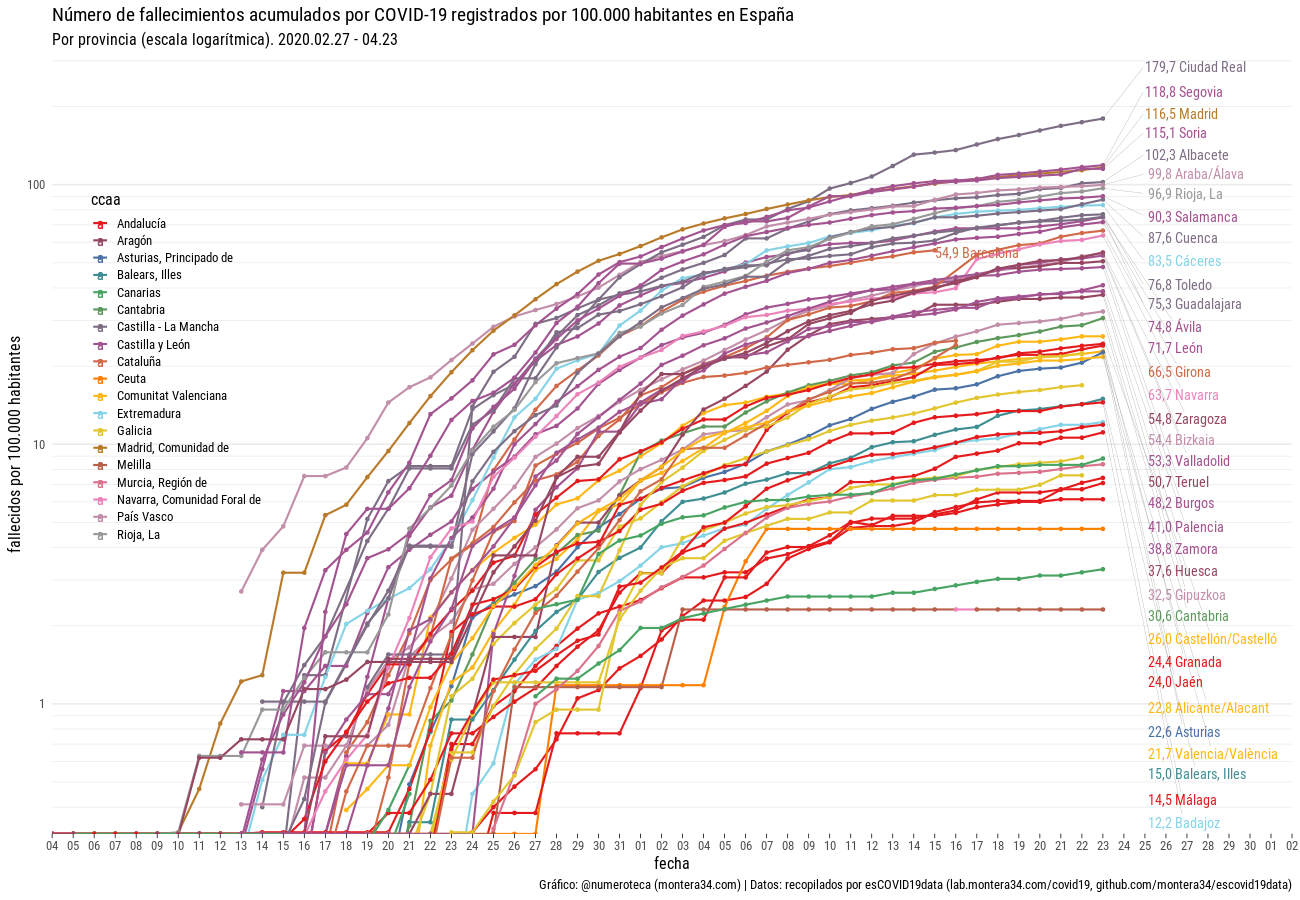 Número de fallecimientos acumulados por COVID-19 registrados por 100.000 habitantes en España
Por provincia (escala logarítmica). 2020.02.27 - 04.23
fallecidos por 100.000 habitantes
100
10
1
ccaa
Andalucía
Aragón
Asturias, Principado de
Balears, Illes
Canarias
Cantabria
Castilla - La Mancha
Castilla y León
Cataluña
Ceuta
Comunitat Valenciana
Extremadura
Galicia
Madrid, Comunidad de
Melilla
Murcia, Región de
Navarra, Comunidad Foral de
País Vasco
Rioja, La
54,9 Barcelona
179,7 Ciudad Real
118,8 Segovia
116,5 Madrid
115,1 Soria
102,3 Albacete
99,8 Araba/Álava
96,9 Rioja, La
90,3 Salamanca
87,6 Cuenca
83,5 Cáceres
76,8 Toledo
75,3 Guadalajara
74,8 Ávila
71,7 León
66,5 Girona
63,7 Navarra
54,8 Zaragoza
54,4 Bizkaia
53,3 Valladolid
50,7 Teruel
48,2 Burgos
41,0 Palencia
38,8 Zamora
37,6 Huesca
32,5 Gipuzkoa
30,6 Cantabria
26,0 Castellón/Castelló
24,4 Granada
24,0 Jaén
22,8 Alicante/Alacant
22,6 Asturias
21,7 Valencia/València
15,0 Balears, Illes
14,5 Málaga
12,2 Badajoz
04 05 06 07 08 09 10 11 12 13 14 15 16 17 18 19 20 21 22 23 24 25 26 27 28 29 30 31 01 02 03 04 05 06 07 08 09 10 11 12 13 14 15 16 17 18 19 20 21 22 23 24 25 26 27 28 29 30 01 02
fecha
Gráfico: @numeroteca (montera34.com) | Datos: recopilados por esCOVID19data (lab.montera34.com/covid19, github.com/montera34/escovid19data)